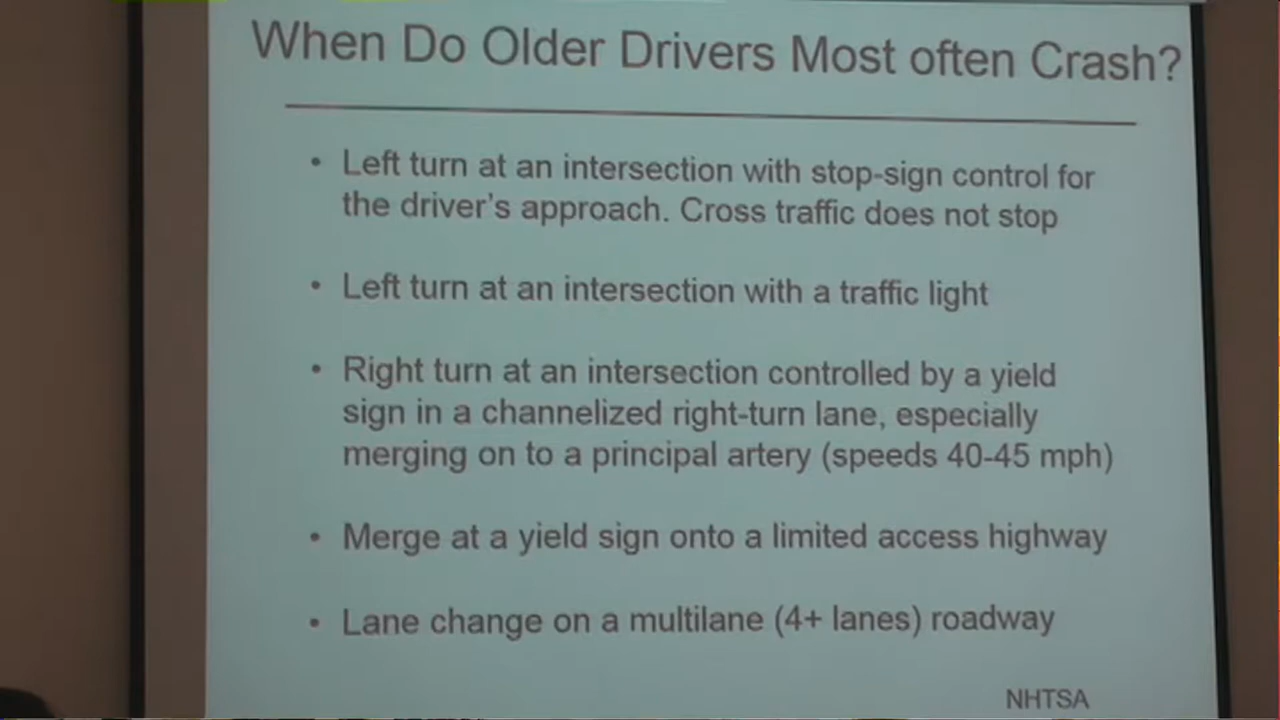 When Do Older Drivers Most often Crash?
• Left turn at an intersection with stop-sign control for
the driver's approach. Cross traffic does not stop
• Left turn at an intersection with a traffic light
• Right turn at an intersection controlled by a yield
sign in a channelized right-turn lane, especially
merging on to a principal artery (speeds 40-45 mph)
• Merge at a yield sign onto a limited access highway
• Lane change on a multilane (4+ lanes) roadway
NHTSA